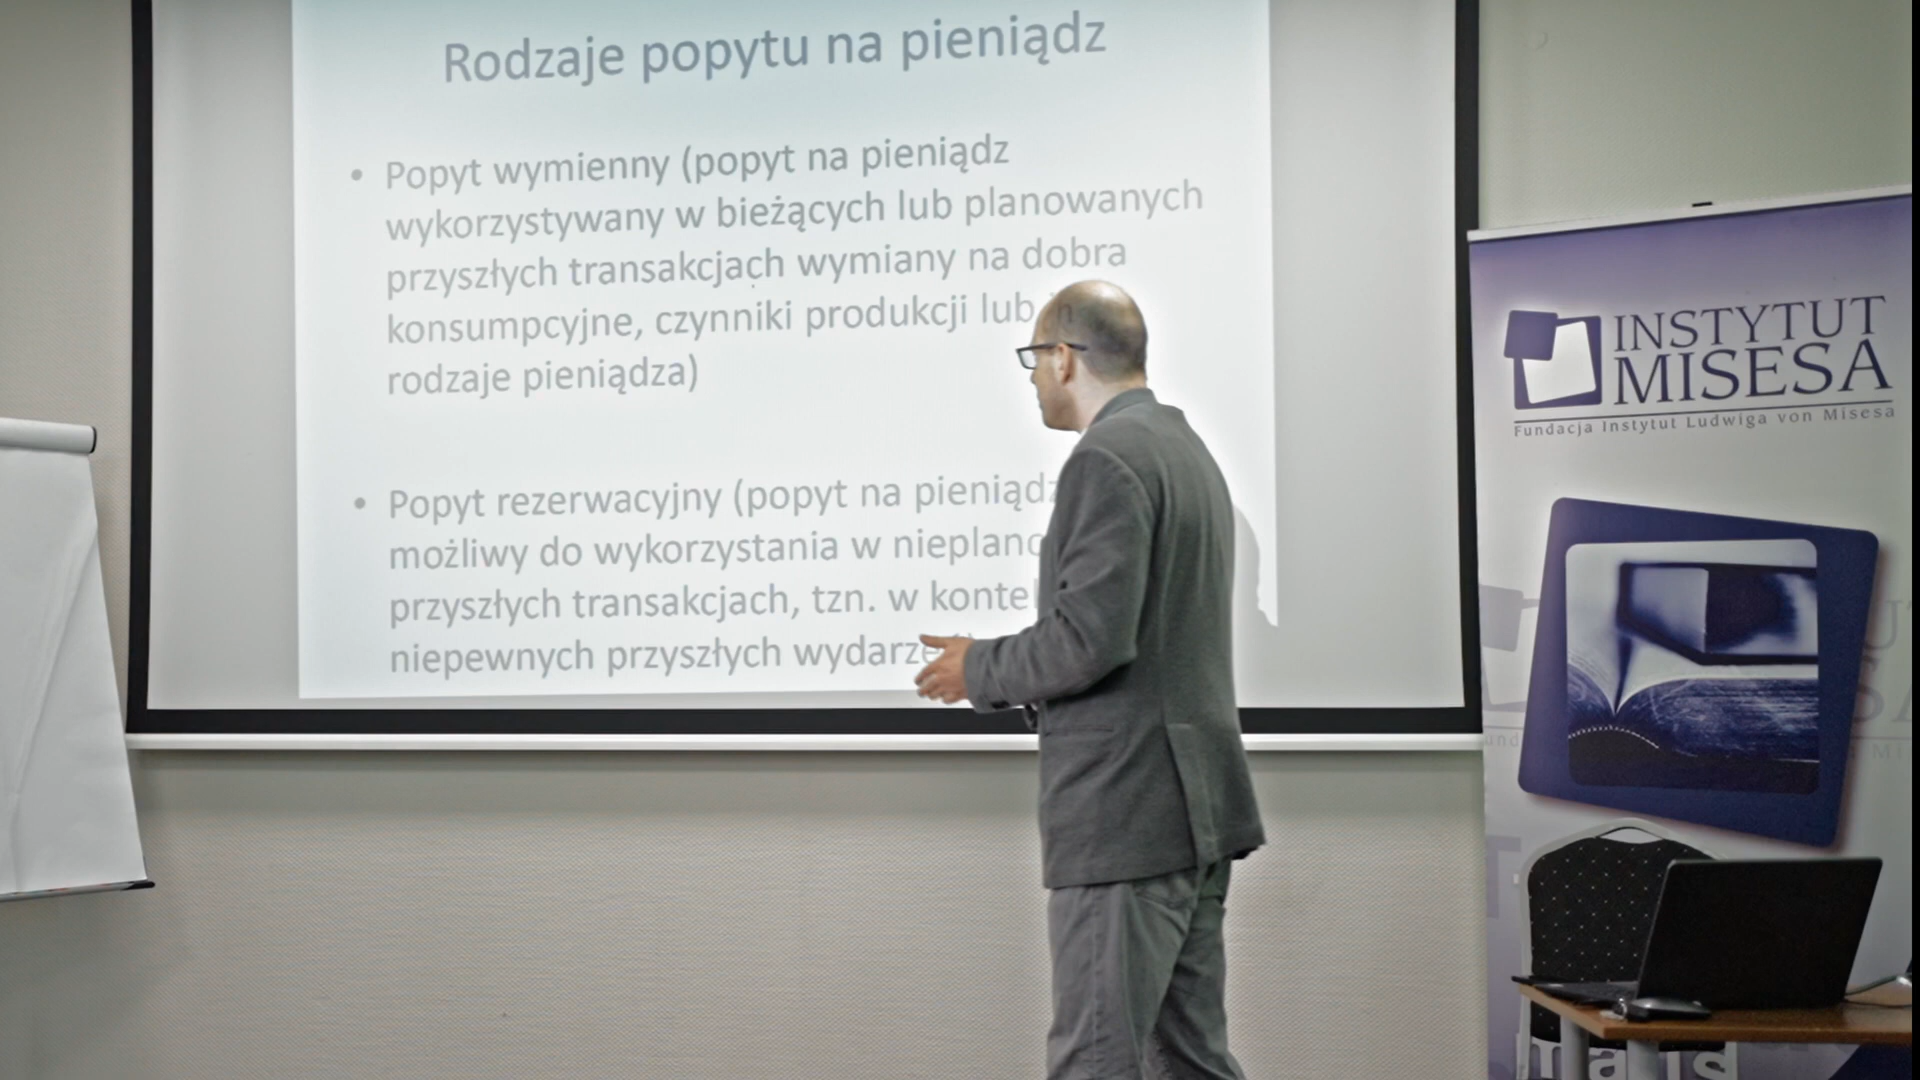 Rodzaje popytu na pieniądz
• Popyt wymienny (popyt na pieniądz
wykorzystywany w bieżących lub planowanych
przyszłych transakcjach wymiany na dobra
konsumpcyjne, czynniki produkcji lub
rodzaje pieniądza)
• Popyt rezerwacyjny (popyt na pieniądz
możliwy do wykorzystania w
przyszłych transakcjach, tzn. w
niepewnych przyszłych
INSTYTUT
MISESA
Fundacja Instytut Ludwiga von Misesa